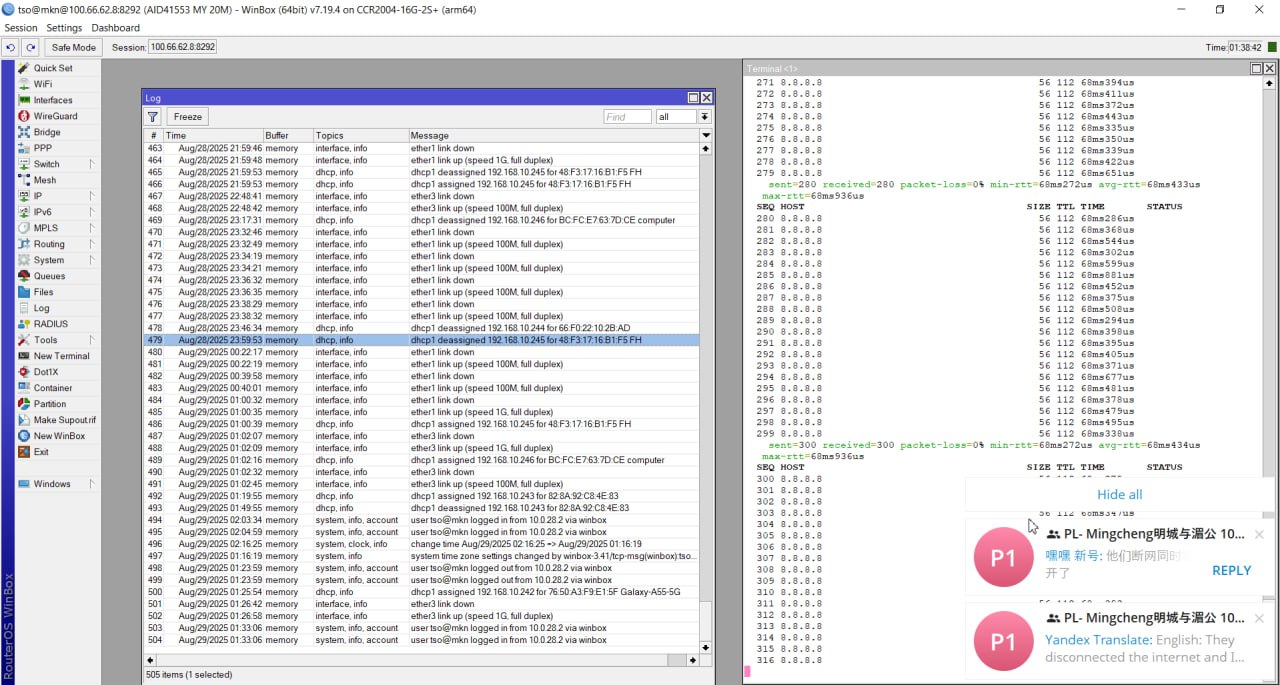 tso@mkn@100.66.62.8:8292 (AID41553 MY 20M) - WinBox (64bit) v7.19.4 on CCR2004-16G-2S+ (arm64)
Session Settings Dashboard
Safe Mode Session: 100.66.62.8:8292 Time: 01:38:42
Quick Set
WiFi
Interfaces
WireGuard
Bridge
PPP
Switch
Mesh
IP
IPv6
MPLS
Routing
System
Queues
Files
Log
RADIUS
Tools
New Terminal
Dot1X
Container
Partition
Make Supout.rif
New WinBox
Exit
Windows
RouterOS WinBox
Log
Freeze Find all
# Time Buffer Topics Message
463 Aug/28/2025 21:59:46 memory interface, info ether1 link down
464 Aug/28/2025 21:59:48 memory interface, info ether1 link up (speed 1G, full duplex)
465 Aug/28/2025 21:59:53 memory dhcp, info dhcp1 deassigned 192.168.10.245 for 48:F3:17:16:B1:F5 FH
466 Aug/28/2025 21:59:53 memory dhcp, info dhcp1 assigned 192.168.10.245 for 48:F3:17:16:B1:F5 FH
467 Aug/28/2025 22:48:41 memory interface, info ether3 link down
468 Aug/28/2025 22:48:42 memory interface, info ether3 link up (speed 100M, full duplex)
469 Aug/28/2025 23:17:31 memory dhcp, info dhcp1 deassigned 192.168.10.246 for BC:FC:E7:63:7D:CE computer
470 Aug/28/2025 23:32:46 memory interface, info ether1 link down
471 Aug/28/2025 23:32:49 memory interface, info ether1 link up (speed 100M, full duplex)
472 Aug/28/2025 23:34:19 memory interface, info ether1 link down
473 Aug/28/2025 23:34:21 memory interface, info ether1 link up (speed 100M, full duplex)
474 Aug/28/2025 23:36:32 memory interface, info ether1 link down
475 Aug/28/2025 23:36:35 memory interface, info ether1 link up (speed 100M, full duplex)
476 Aug/28/2025 23:38:29 memory interface, info ether1 link down
477 Aug/28/2025 23:38:32 memory interface, info ether1 link up (speed 100M, full duplex)
478 Aug/28/2025 23:46:34 memory dhcp, info dhcp1 deassigned 192.168.10.244 for 66:F0:22:10:2B:AD
479 Aug/28/2025 23:59:53 memory dhcp, info dhcp1 deassigned 192.168.10.245 for 48:F3:17:16:B1:F5 FH
480 Aug/29/2025 00:22:17 memory interface, info ether1 link down
481 Aug/29/2025 00:22:19 memory interface, info ether1 link up (speed 100M, full duplex)
482 Aug/29/2025 00:39:58 memory interface, info ether1 link down
483 Aug/29/2025 00:40:01 memory interface, info ether1 link up (speed 100M, full duplex)
484 Aug/29/2025 01:00:32 memory interface, info ether1 link down
485 Aug/29/2025 01:00:35 memory interface, info ether1 link up (speed 1G, full duplex)
486 Aug/29/2025 01:00:39 memory dhcp, info dhcp1 assigned 192.168.10.245 for 48:F3:17:16:B1:F5 FH
487 Aug/29/2025 01:02:07 memory interface, info ether3 link down
488 Aug/29/2025 01:02:09 memory interface, info ether3 link up (speed 1G, full duplex)
489 Aug/29/2025 01:02:16 memory dhcp, info dhcp1 assigned 192.168.10.246 for BC:FC:E7:63:7D:CE computer
490 Aug/29/2025 01:02:32 memory interface, info ether3 link down
491 Aug/29/2025 01:02:45 memory interface, info ether3 link up (speed 1G, full duplex)
492 Aug/29/2025 01:19:55 memory dhcp, info dhcp1 assigned 192.168.10.243 for 82:8A:92:C8:4E:83
493 Aug/29/2025 01:49:55 memory dhcp, info dhcp1 deassigned 192.168.10.243 for 82:8A:92:C8:4E:83
494 Aug/29/2025 02:03:34 memory system, info, account user tso@mkn logged in from 10.0.28.2 via winbox
495 Aug/29/2025 02:04:59 memory system, info, account user tso@mkn logged out from 10.0.28.2 via winbox
496 Aug/29/2025 02:16:25 memory system, clock, info change time Aug/29/2025 02:16:25 => Aug/29/2025 01:16:19
497 Aug/29/2025 01:16:19 memory system, info system time zone settings changed by winbox-3.41/tcp-msg(winbox):tso...
498 Aug/29/2025 01:23:59 memory system, info, account user tso@mkn logged out from 10.0.28.2 via winbox
499 Aug/29/2025 01:23:59 memory system, info, account user tso@mkn logged out from 10.0.28.2 via winbox
500 Aug/29/2025 01:25:54 memory dhcp, info dhcp1 assigned 192.168.10.242 for 76:50:A3:F9:E1:5F Galaxy-A55-5G
501 Aug/29/2025 01:26:42 memory interface, info ether3 link down
502 Aug/29/2025 01:26:58 memory interface, info ether3 link up (speed 1G, full duplex)
503 Aug/29/2025 01:33:06 memory system, info, account user tso@mkn logged in from 10.0.28.2 via winbox
504 Aug/29/2025 01:33:06 memory system, info, account user tso@mkn logged in from 10.0.28.2 via winbox
505 items (1 selected)
Terminal <1>
271 8.8.8.8 56 112 68ms394us
272 8.8.8.8 56 112 68ms411us
273 8.8.8.8 56 112 68ms372us
274 8.8.8.8 56 112 68ms443us
275 8.8.8.8 56 112 68ms335us
276 8.8.8.8 56 112 68ms350us
277 8.8.8.8 56 112 68ms339us
278 8.8.8.8 56 112 68ms422us
279 8.8.8.8 56 112 68ms651us
sent=280 received=280 packet-loss=0% min-rtt=68ms272us avg-rtt=68ms433us
max-rtt=68ms936us
SEQ HOST SIZE TTL TIME STATUS
280 8.8.8.8 56 112 68ms286us
281 8.8.8.8 56 112 68ms368us
282 8.8.8.8 56 112 68ms544us
283 8.8.8.8 56 112 68ms302us
284 8.8.8.8 56 112 68ms599us
285 8.8.8.8 56 112 68ms881us
286 8.8.8.8 56 112 68ms452us
287 8.8.8.8 56 112 68ms375us
288 8.8.8.8 56 112 68ms508us
289 8.8.8.8 56 112 68ms294us
290 8.8.8.8 56 112 68ms398us
291 8.8.8.8 56 112 68ms395us
292 8.8.8.8 56 112 68ms405us
293 8.8.8.8 56 112 68ms371us
294 8.8.8.8 56 112 68ms677us
295 8.8.8.8 56 112 68ms481us
296 8.8.8.8 56 112 68ms378us
297 8.8.8.8 56 112 68ms479us
298 8.8.8.8 56 112 68ms495us
299 8.8.8.8 56 112 68ms338us
sent=300 received=300 packet-loss=0% min-rtt=68ms272us avg-rtt=68ms434us
max-rtt=68ms936us
SEQ HOST SIZE TTL TIME STATUS
300 8.8.8.8
301 8.8.8.8
302 8.8.8.8
303 8.8.8.8
304 8.8.8.8
305 8.8.8.8
306 8.8.8.8
307 8.8.8.8
308 8.8.8.8
309 8.8.8.8
310 8.8.8.8
311 8.8.8.8
312 8.8.8.8
313 8.8.8.8
314 8.8.8.8
315 8.8.8.8
316 8.8.8.8
Hide all
P1
PL- Mingcheng明城与湄公 10...
嘿嘿 新号: 他们断网同时
开了
REPLY
P1
PL- Mingcheng明城与湄公 10...
Yandex Translate: English: They
disconnected the internet and I...